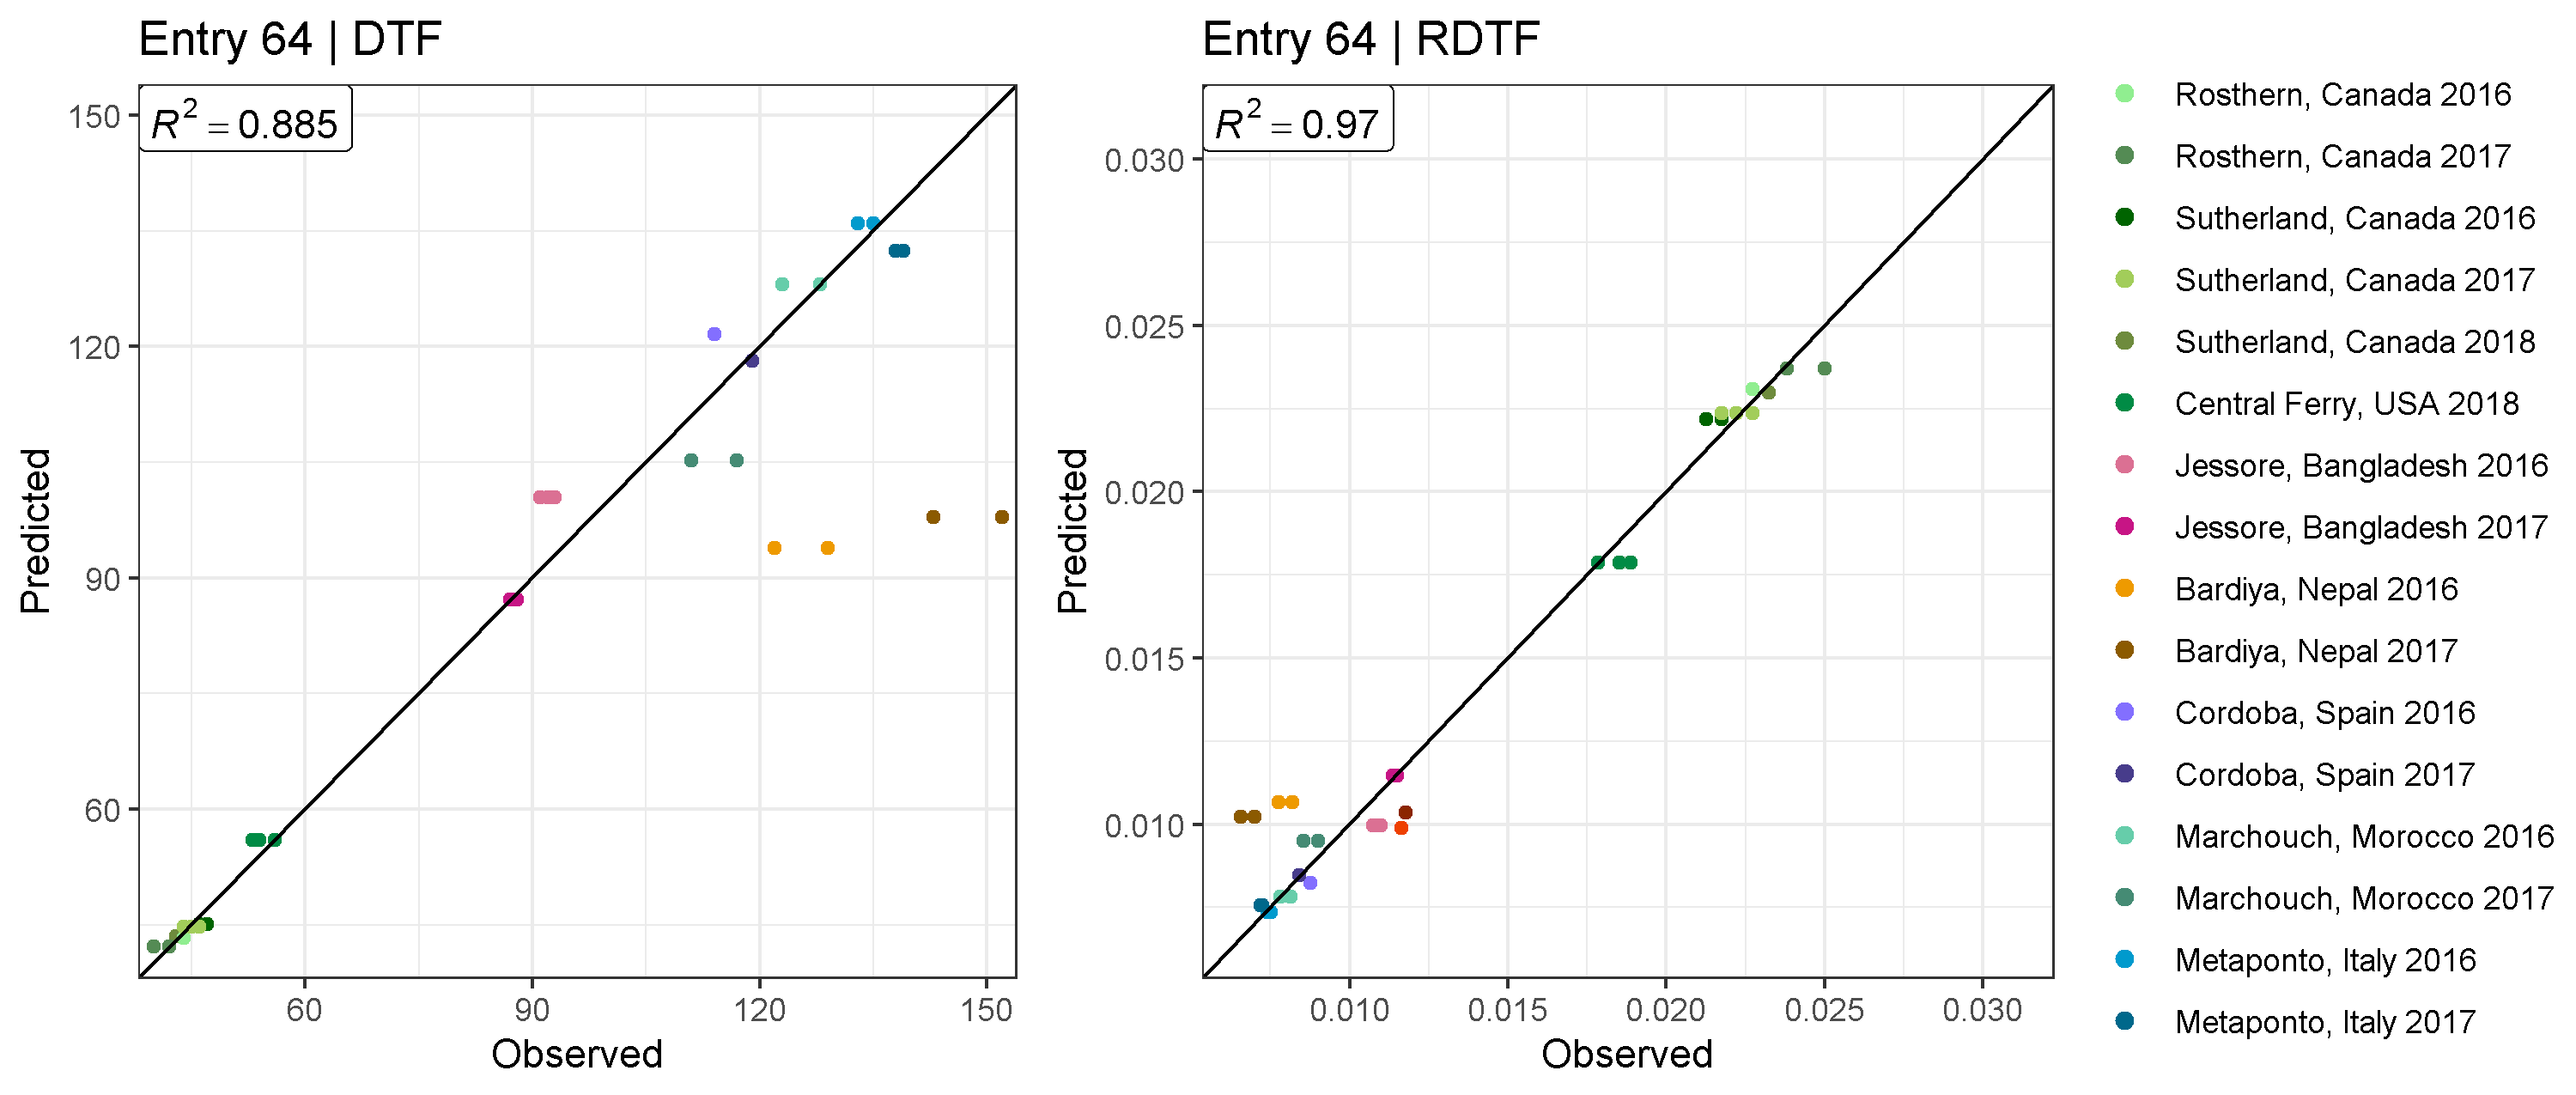 Entry 64 | DTF
R² = 0.885
150
120
90
60
Predicted
60 90 120 150
Observed
Entry 64 | RDTF
R² = 0.97
0.030
0.025
0.020
0.015
0.010
Predicted
0.010 0.015 0.020 0.025 0.030
Observed
Rosthern, Canada 2016
Rosthern, Canada 2017
Sutherland, Canada 2016
Sutherland, Canada 2017
Sutherland, Canada 2018
Central Ferry, USA 2018
Jessore, Bangladesh 2016
Jessore, Bangladesh 2017
Bardiya, Nepal 2016
Bardiya, Nepal 2017
Cordoba, Spain 2016
Cordoba, Spain 2017
Marchouch, Morocco 2016
Marchouch, Morocco 2017
Metaponto, Italy 2016
Metaponto, Italy 2017